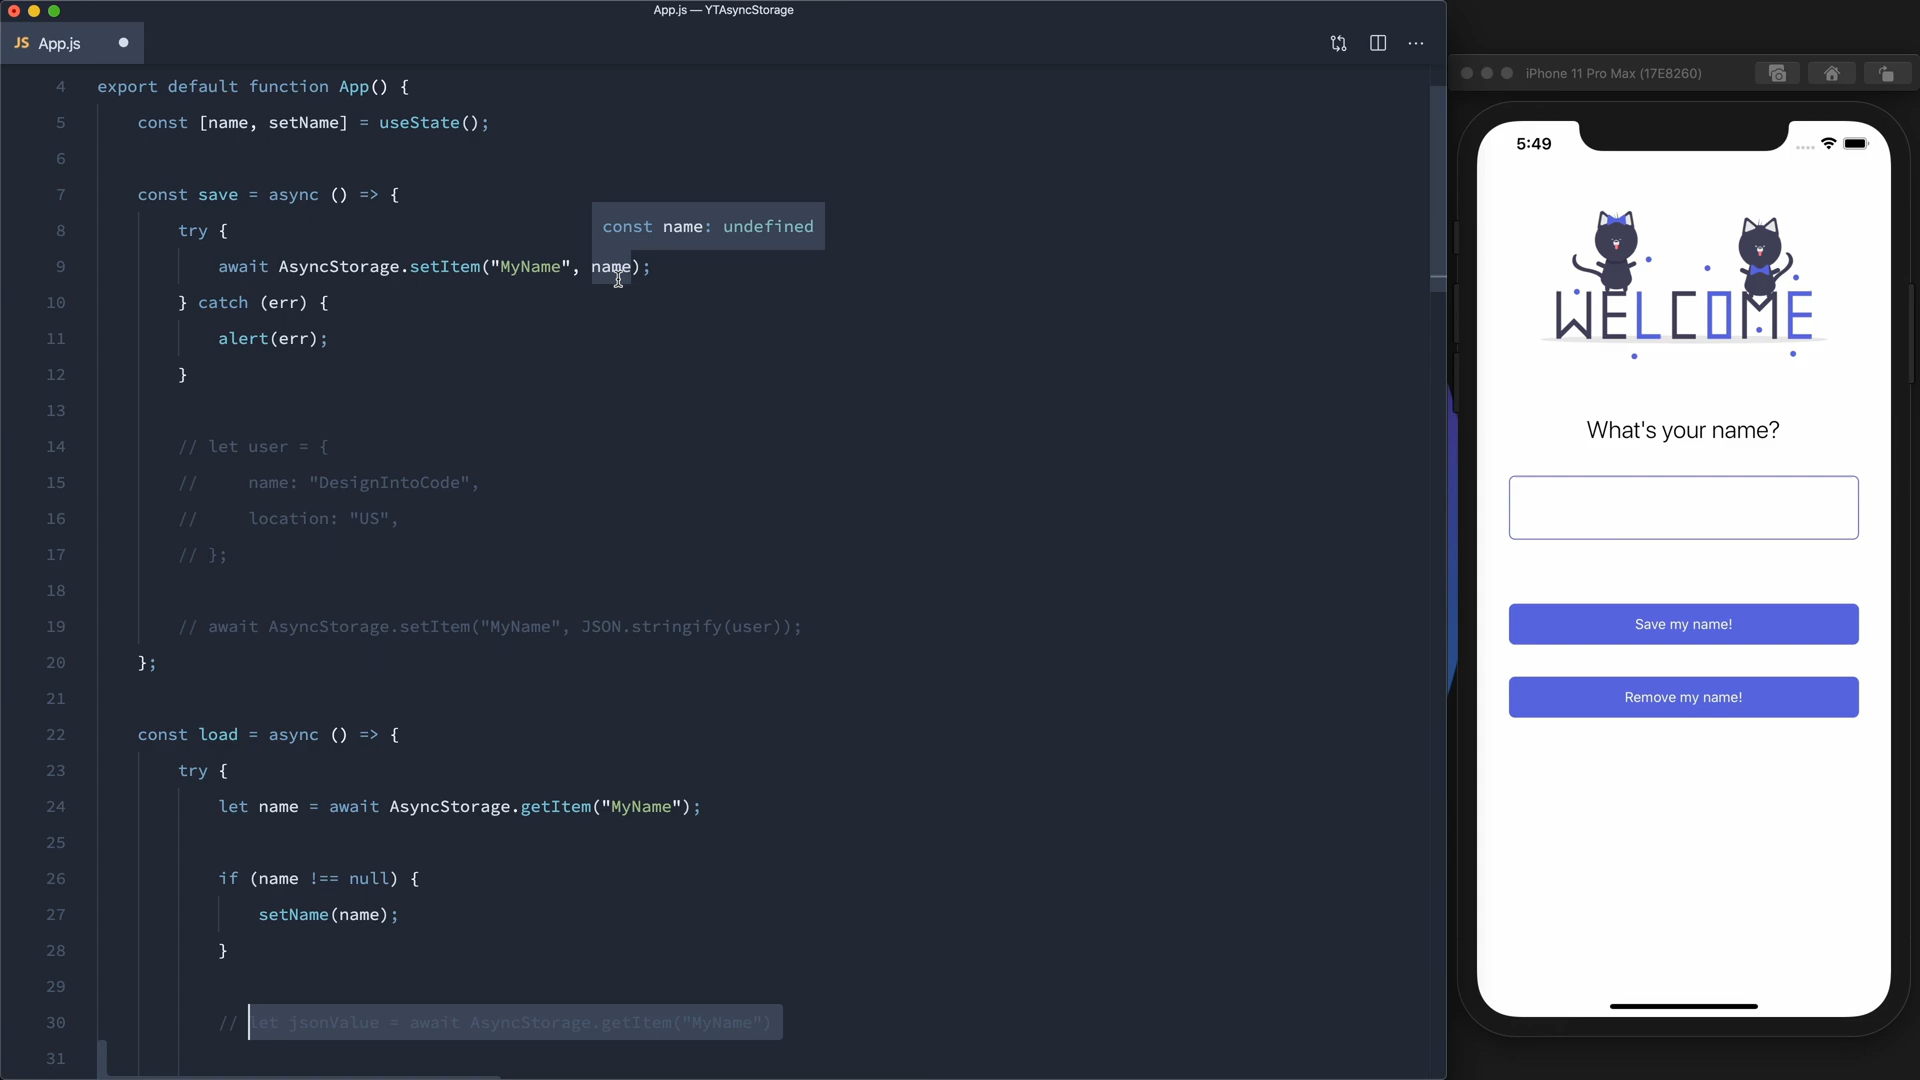 App.js — YTAsyncStorage
JS App.js
4 export default function App() {
5 const [name, setName] = useState();
6
7 const save = async () => {
8 try {
const name: undefined
9 await AsyncStorage.setItem("MyName", name);
10 } catch (err) {
11 alert(err);
12 }
13
14 // let user = {
15 // name: "DesignIntoCode",
16 // location: "US",
17 // };
18
19 // await AsyncStorage.setItem("MyName", JSON.stringify(user));
20 };
21
22 const load = async () => {
23 try {
24 let name = await AsyncStorage.getItem("MyName");
25
26 if (name !== null) {
27 setName(name);
28 }
29
30 // let jsonValue = await AsyncStorage.getItem("MyName")
31
iPhone 11 Pro Max (17E8260)
5:49
WELCOME
What's your name?
Save my name!
Remove my name!